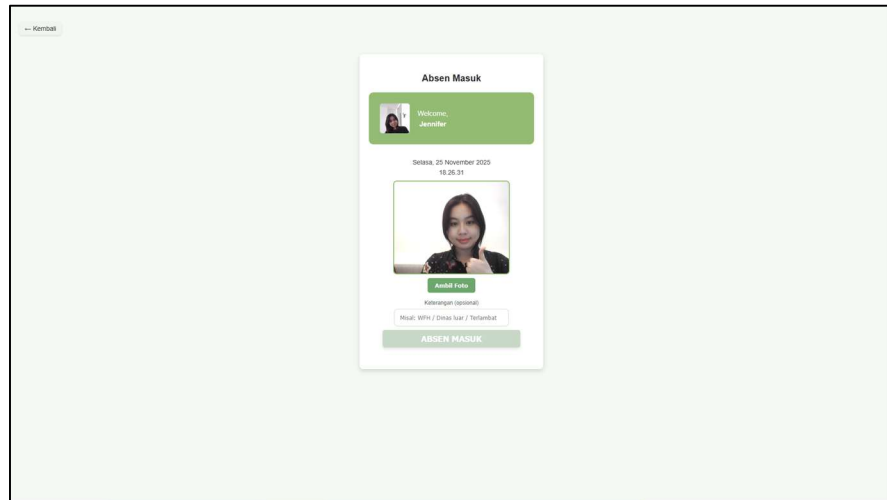 ← Kembali
Absen Masuk
Welcome,
Jennifer
Selasa, 25 November 2025
18.26.31
Ambil Foto
Keterangan (opsional)
Misal: WFH / Dinas luar / Terlambat
ABSEN MASUK